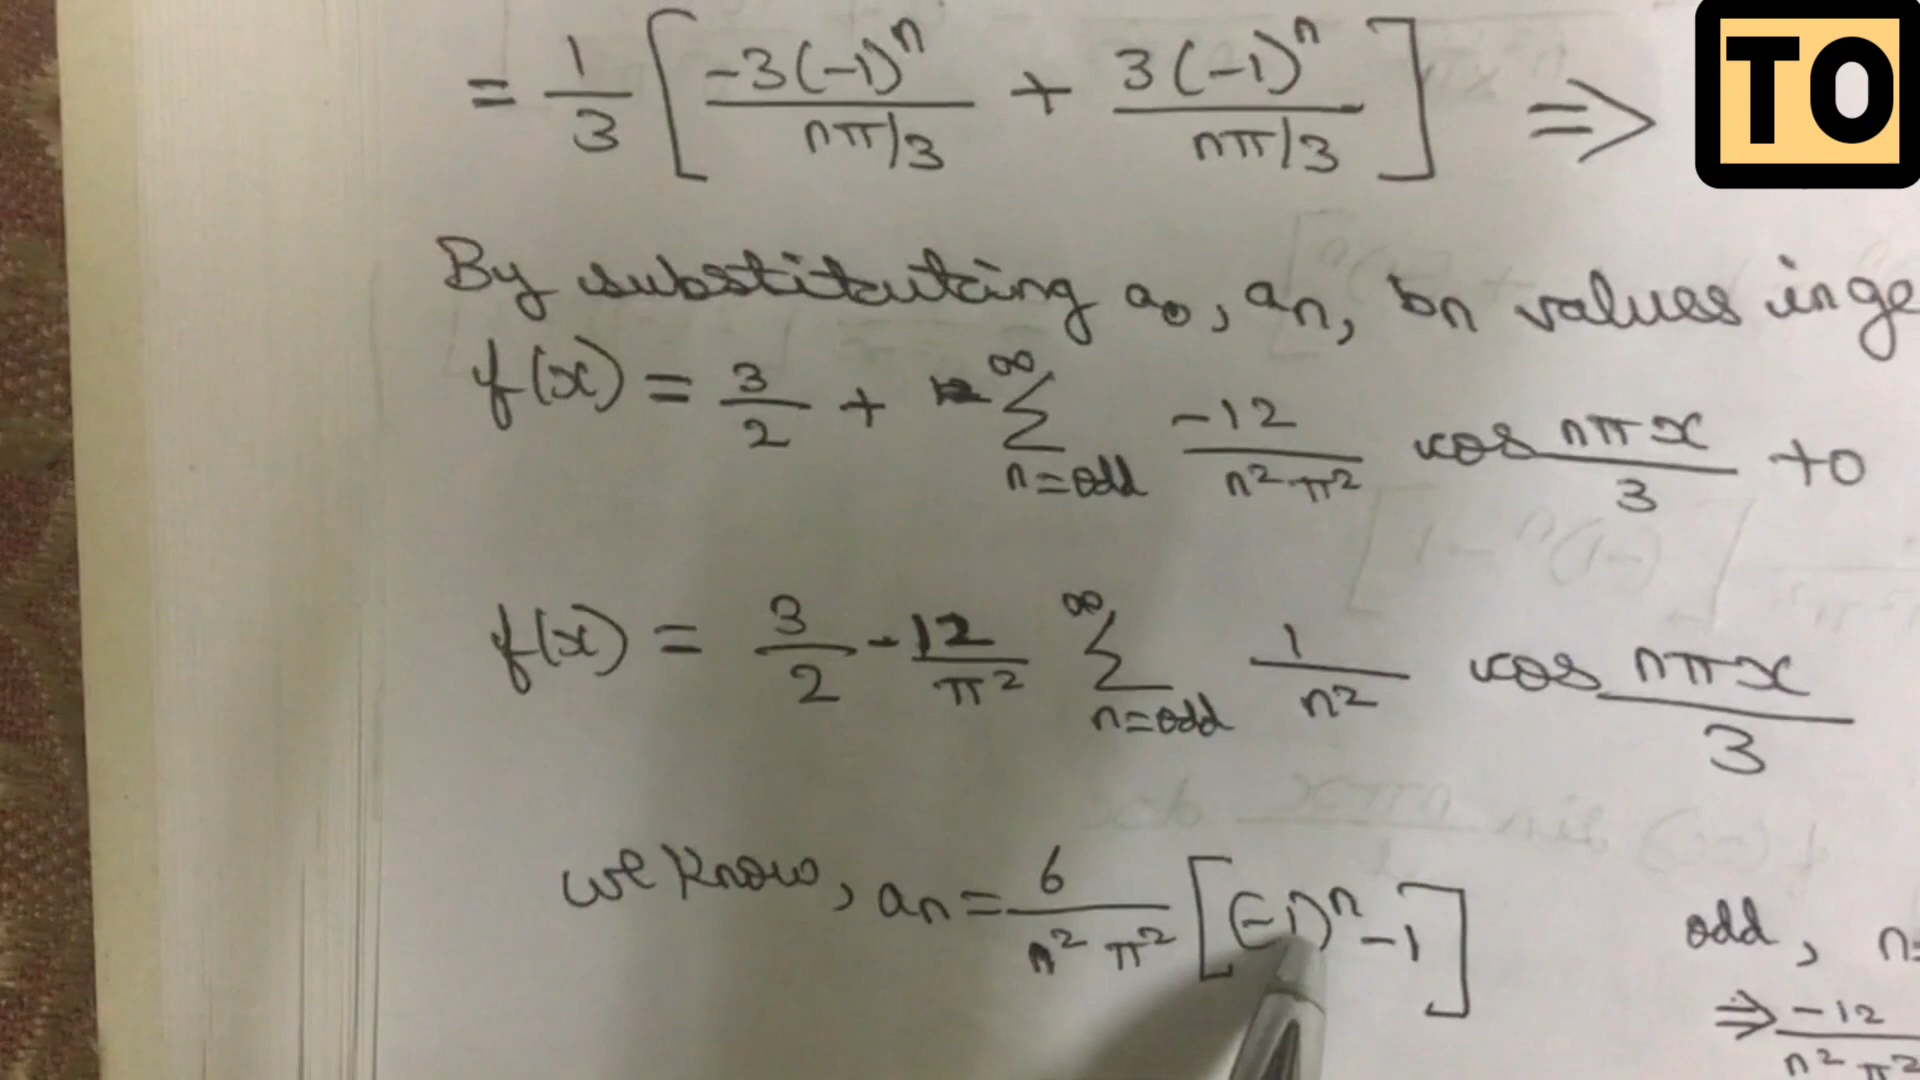 = 1/3 [ -3(-1)ⁿ / nπ/3 + 3(-1)ⁿ / nπ/3 ] ⇒
TO
By substituting a₀, aₙ, bₙ values in ge
f(x) = 3/2 + ∞ Σ n=odd -12/n²π² cos nπx/3 + 0
f(x) = 3/2 - 12/π² ∞ Σ n=odd 1/n² cos nπx/3
we know, aₙ = 6/n²π² [(-1)ⁿ - 1]
odd, n=
⇒ -12/n²π²